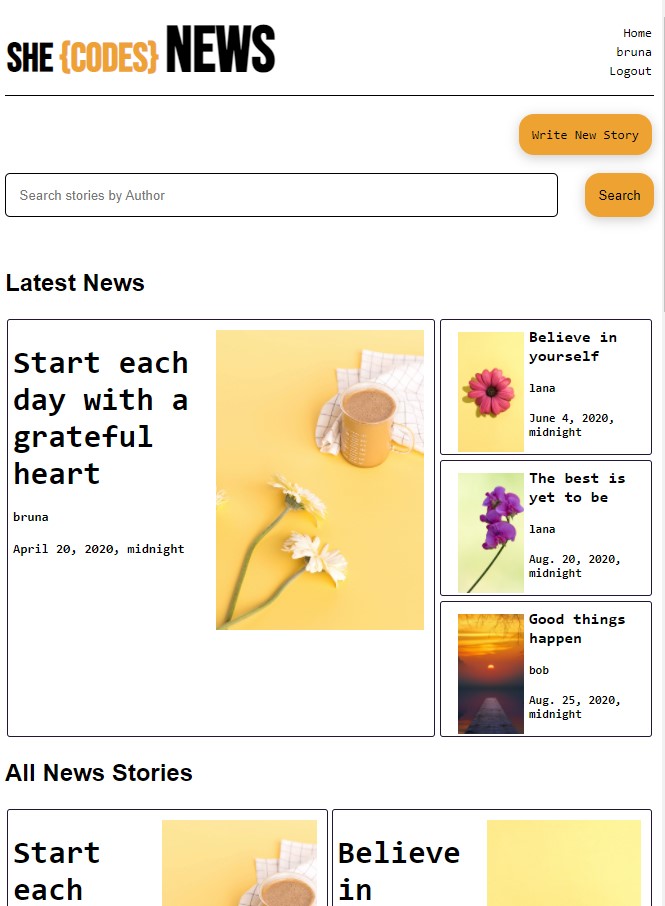 SHE {CODES} NEWS
Home
bruna
Logout
Write New Story
Search stories by Author
Search
Latest News
Start each
day with a
grateful
heart
bruna
April 20, 2020, midnight
Believe in
yourself
lana
June 4, 2020,
midnight
The best is
yet to be
lana
Aug. 20, 2020,
midnight
Good things
happen
bob
Aug. 25, 2020,
midnight
All News Stories
Start
each
Believe
in